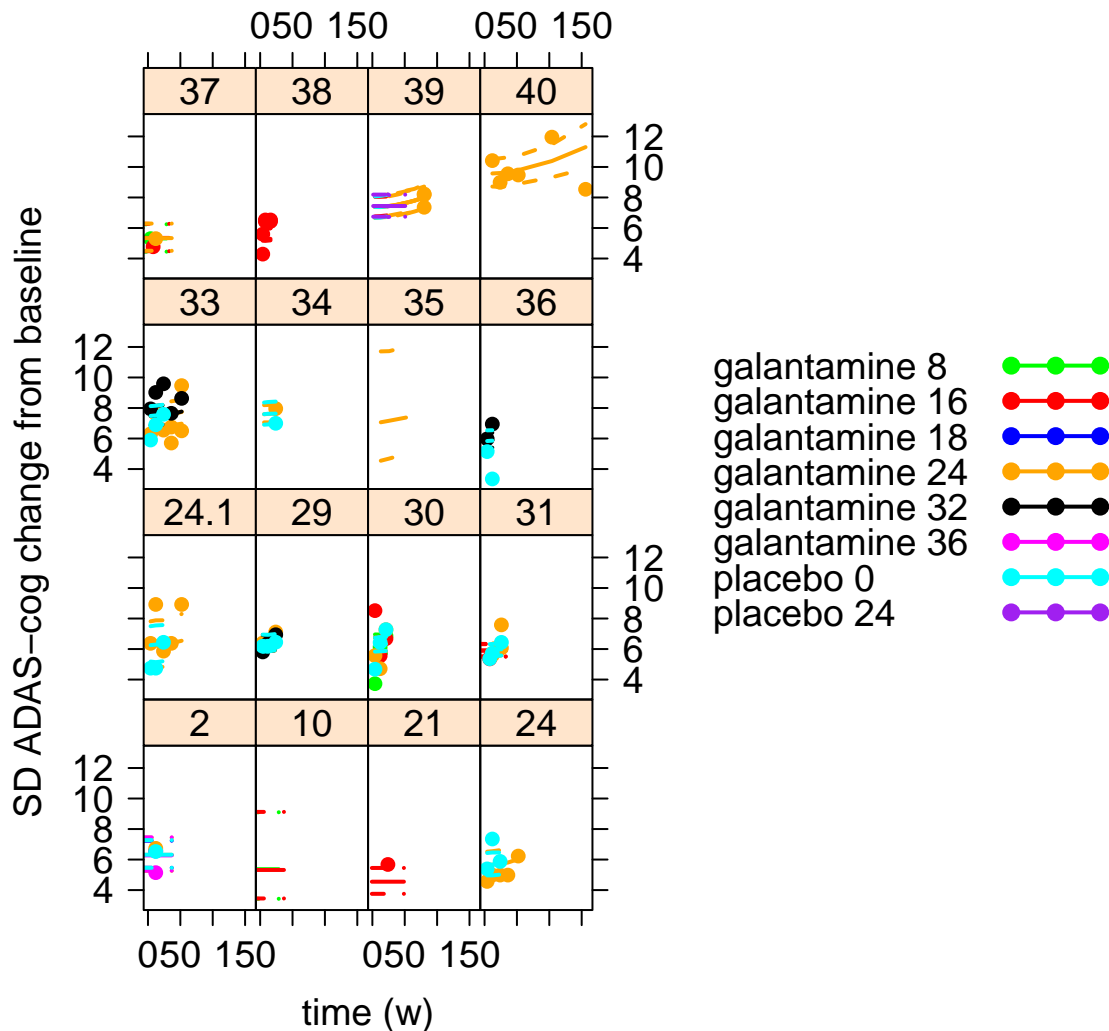 050 150 050 150
37 38 39 40
12
10
8
6
4
33 34 35 36
12
10
8
6
4
24.1 29 30 31
12
10
8
6
4
2 10 21 24
12
10
8
6
4
050 150 050 150
time (w)
SD ADAS−cog change from baseline
galantamine 8
galantamine 16
galantamine 18
galantamine 24
galantamine 32
galantamine 36
placebo 0
placebo 24